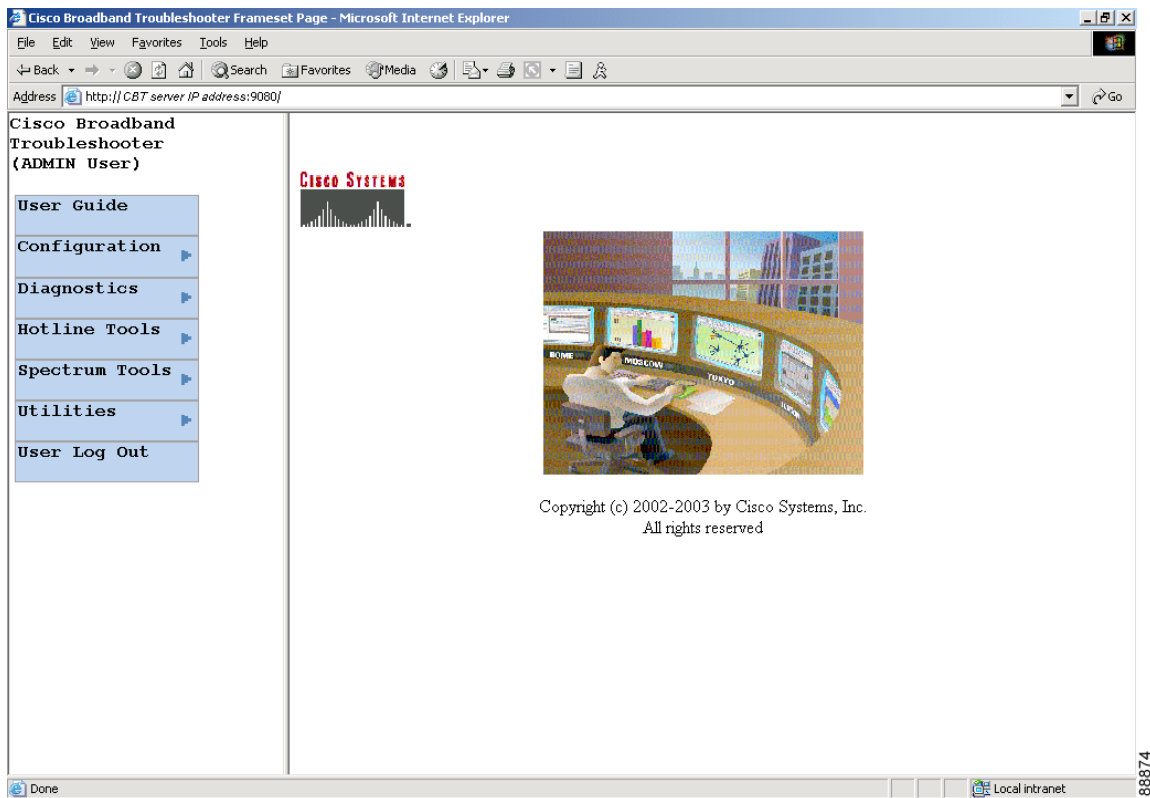 Cisco Broadband Troubleshooter Frameset Page - Microsoft Internet Explorer
File Edit View Favorites Tools Help
Back Search Favorites Media
Address http:// CBT server IP address:9080/ Go
Cisco Broadband
Troubleshooter
(ADMIN User)
User Guide
Configuration
Diagnostics
Hotline Tools
Spectrum Tools
Utilities
User Log Out
CISCO SYSTEMS
ROME
MOSCOW
TOKYO
Copyright (c) 2002-2003 by Cisco Systems, Inc.
All rights reserved
Done
Local intranet
88874